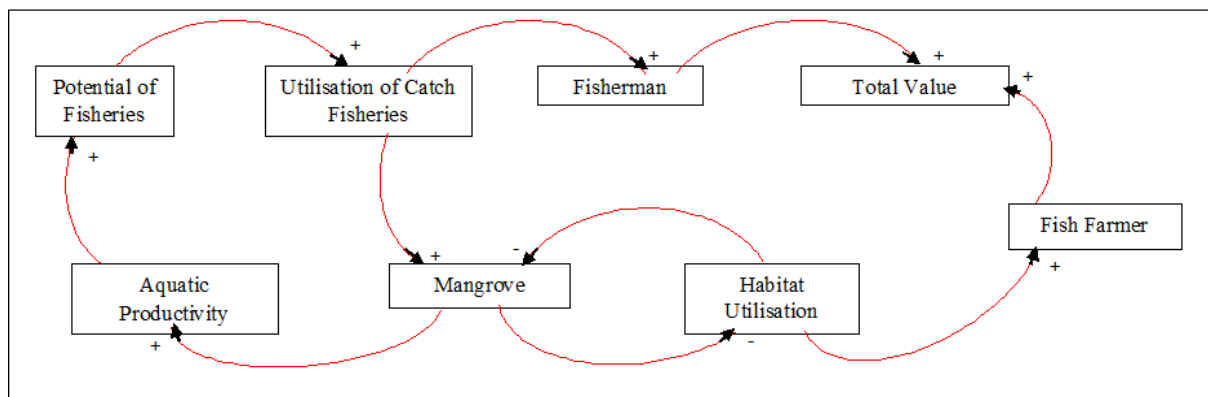 +
+
+
+
Potential of
Fisheries
Utilisation of Catch
Fisheries
Fisherman
Total Value
+
+
Fish Farmer
+
-
+
Aquatic
Productivity
Mangrove
Habitat
Utilisation
+
-